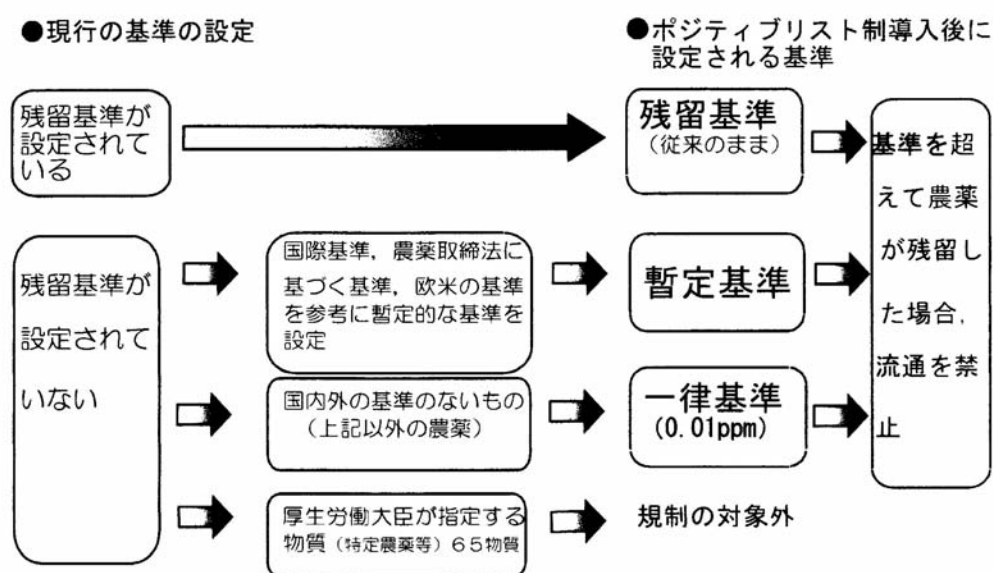 ●現行の基準の設定
●ポジティブリスト制導入後に
設定される基準
残留基準が
設定されて
いる
残留基準
（従来のまま）
基準を超
えて農薬
が残留し
た場合，
流通を禁
止
残留基準が
設定されて
いない
国際基準，農薬取締法に
基づく基準，欧米の基準
を参考に暫定的な基準を
設定
暫定基準
国内外の基準のないもの
（上記以外の農薬）
一律基準
(0.01ppm)
厚生労働大臣が指定する
物質（特定農薬等）６５物質
規制の対象外